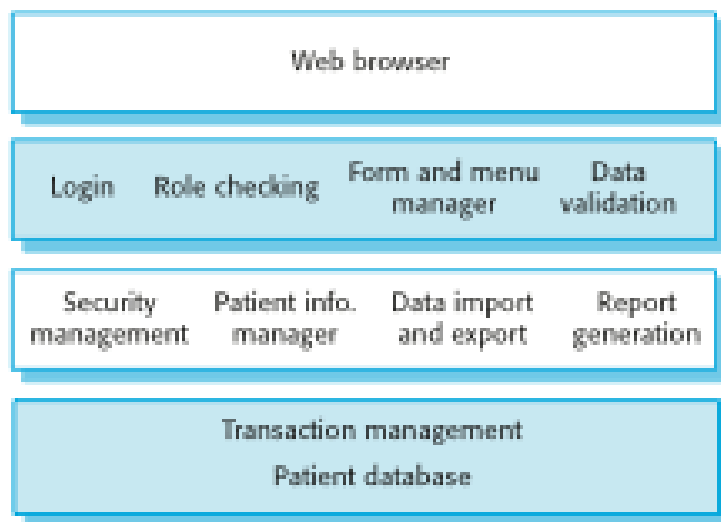 Web browser
Login Role checking Form and menu manager Data validation
Security management Patient info. manager Data import and export Report generation
Transaction management
Patient database